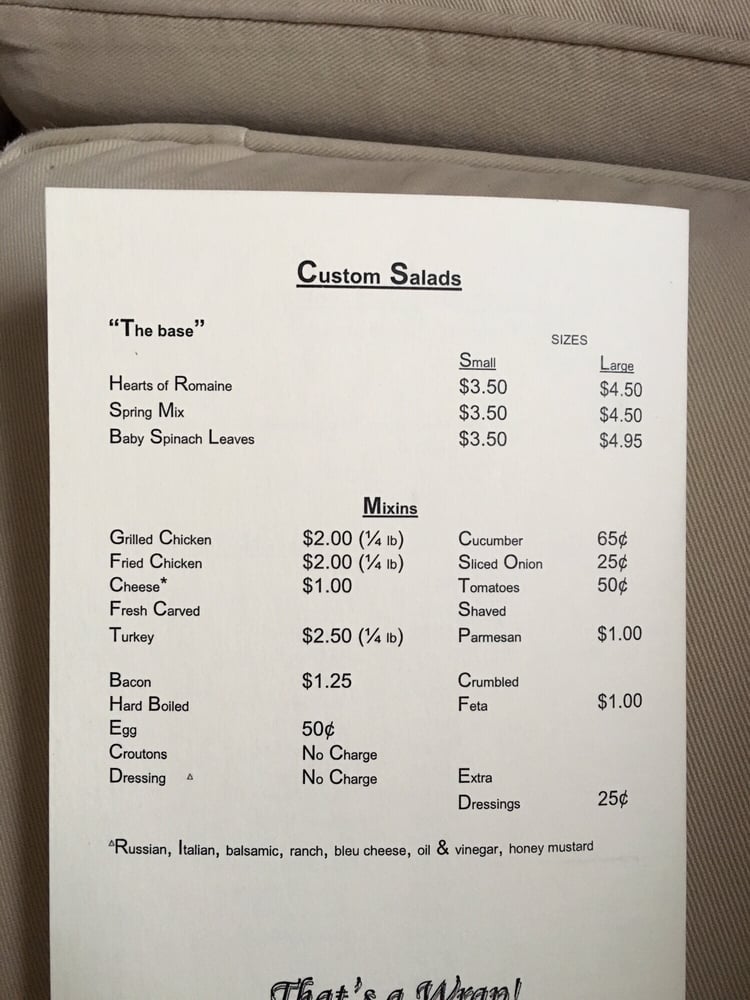 Custom Salads
"The base"
SIZES
Small Large
Hearts of Romaine $3.50 $4.50
Spring Mix $3.50 $4.50
Baby Spinach Leaves $3.50 $4.95
Mixins
Grilled Chicken $2.00 (¼ lb) Cucumber 65¢
Fried Chicken $2.00 (¼ lb) Sliced Onion 25¢
Cheese* $1.00 Tomatoes 50¢
Fresh Carved Shaved
Turkey $2.50 (¼ lb) Parmesan $1.00
Bacon $1.25 Crumbled
Hard Boiled Feta $1.00
Egg 50¢
Croutons No Charge
Dressing △ No Charge Extra
Dressings 25¢
△Russian, Italian, balsamic, ranch, bleu cheese, oil & vinegar, honey mustard
That's a Wrap!